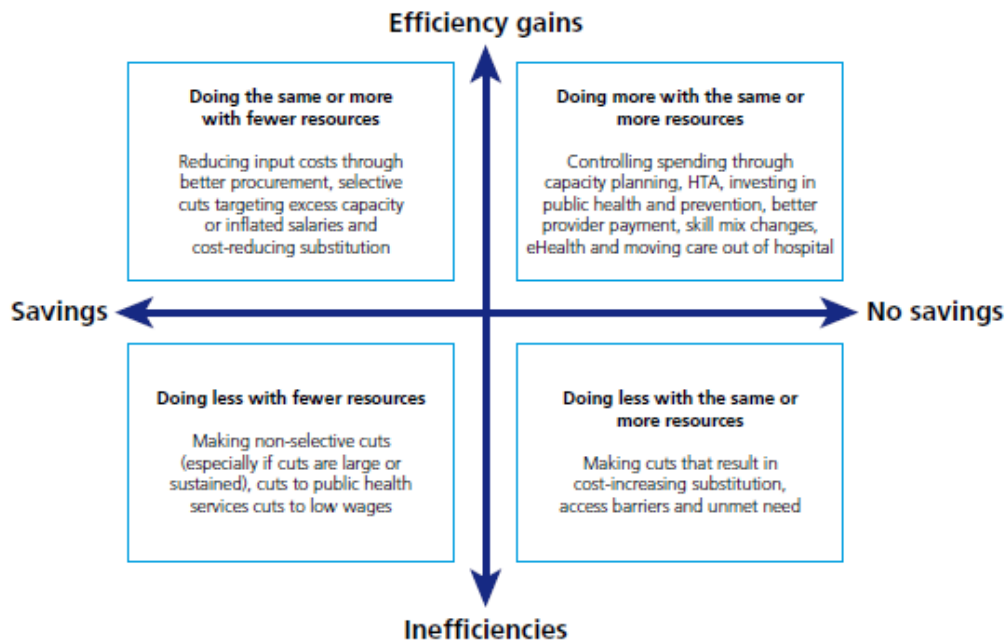 Efficiency gains
Doing the same or more
with fewer resources
Reducing input costs through
better procurement, selective
cuts targeting excess capacity
or inflated salaries and
cost-reducing substitution
Doing more with the same or
more resources
Controlling spending through
capacity planning, HTA, investing in
public health and prevention, better
provider payment, skill mix changes,
eHealth and moving care out of hospital
Savings
No savings
Doing less with fewer resources
Making non-selective cuts
(especially if cuts are large or
sustained), cuts to public health
services cuts to low wages
Doing less with the same or
more resources
Making cuts that result in
cost-increasing substitution,
access barriers and unmet need
Inefficiencies